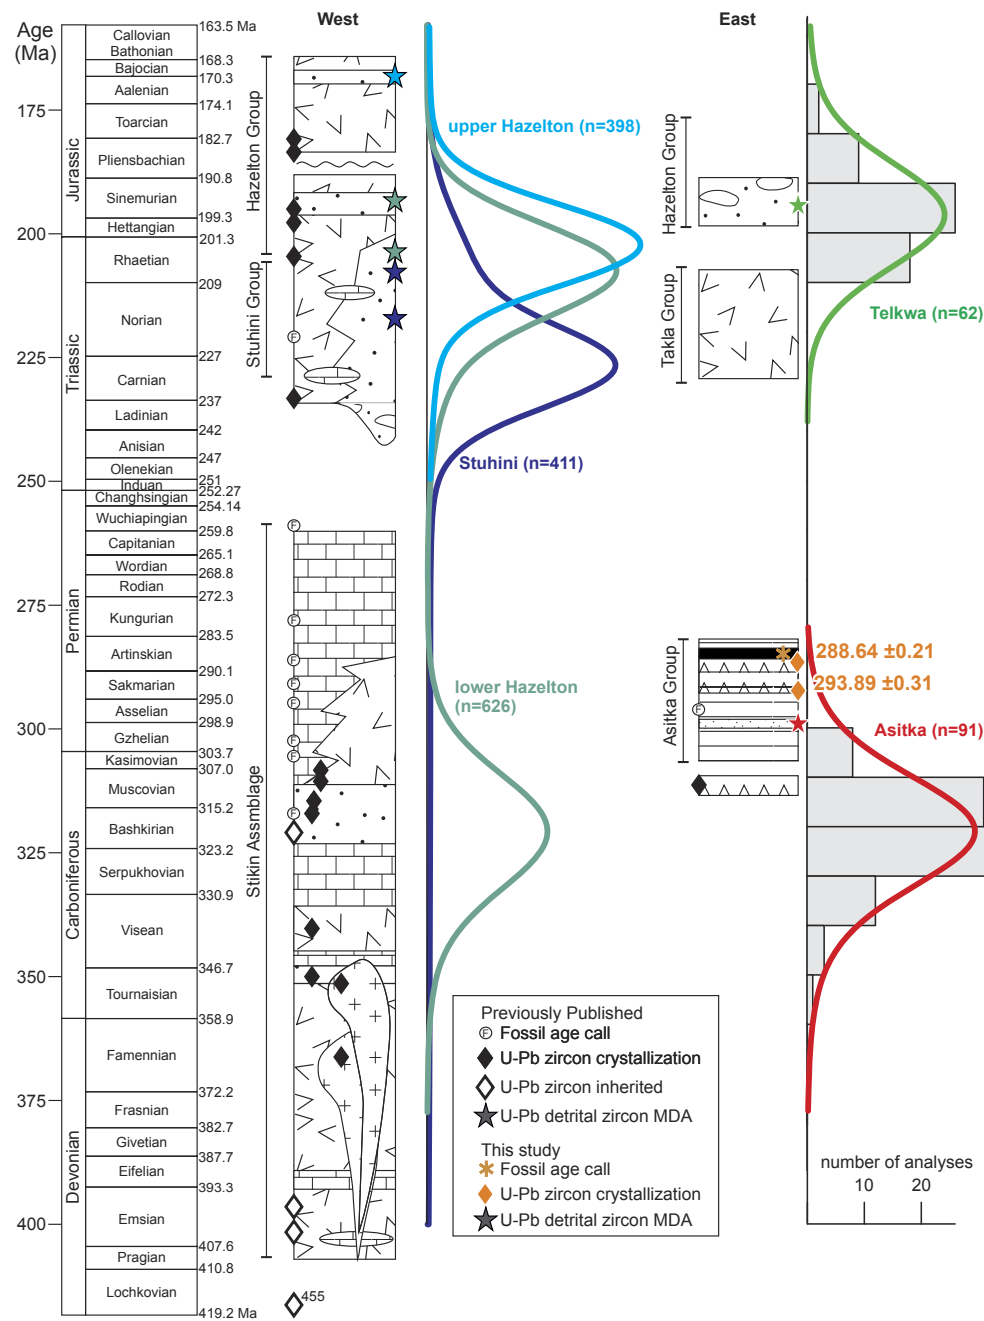 Age
(Ma)
West
East
175
200
225
250
275
300
325
350
375
400
Jurassic
Triassic
Permian
Carboniferous
Devonian
Callovian
Bathonian
Bajocian
Aalenian
Toarcian
Pliensbachian
Sinemurian
Hettangian
Rhaetian
Norian
Carnian
Ladinian
Anisian
Olenekian
Induan
Changhsingian
Wuchiapingian
Capitanian
Wordian
Rodian
Kungurian
Artinskian
Sakmarian
Asselian
Gzhelian
Kasimovian
Muscovian
Bashkirian
Serpukhovian
Visean
Tournaisian
Famennian
Frasnian
Givetian
Eifelian
Emsian
Pragian
Lochkovian
163.5 Ma
168.3
170.3
174.1
182.7
190.8
199.3
201.3
209
227
237
242
247
251
252.27
254.14
259.8
265.1
268.8
272.3
283.5
290.1
295.0
298.9
303.7
307.0
315.2
323.2
330.9
346.7
358.9
372.2
382.7
387.7
393.3
407.6
410.8
419.2 Ma
Hazelton Group
Stuhini Group
Stikin Assmblage
F
F
F
F
F
F
F
F
F
455
upper Hazelton (n=398)
Stuhini (n=411)
lower Hazelton
(n=626)
Hazelton Group
Takla Group
Asitka Group
F
Telkwa (n=62)
288.64 ±0.21
293.89 ±0.31
Asitka (n=91)
number of analyses
10
20
Previously Published
F Fossil age call
U-Pb zircon crystallization
U-Pb zircon inherited
U-Pb detrital zircon MDA
This study
Fossil age call
U-Pb zircon crystallization
U-Pb detrital zircon MDA